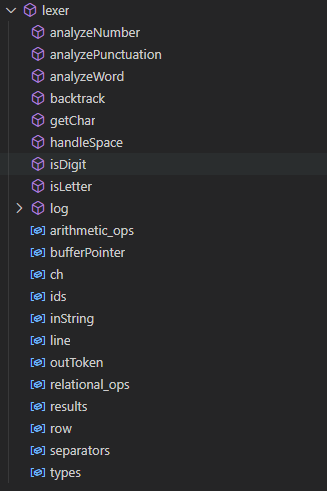 lexer
analyzeNumber
analyzePunctuation
analyzeWord
backtrack
getChar
handleSpace
isDigit
isLetter
log
arithmetic_ops
bufferPointer
ch
ids
inString
line
outToken
relational_ops
results
row
separators
types